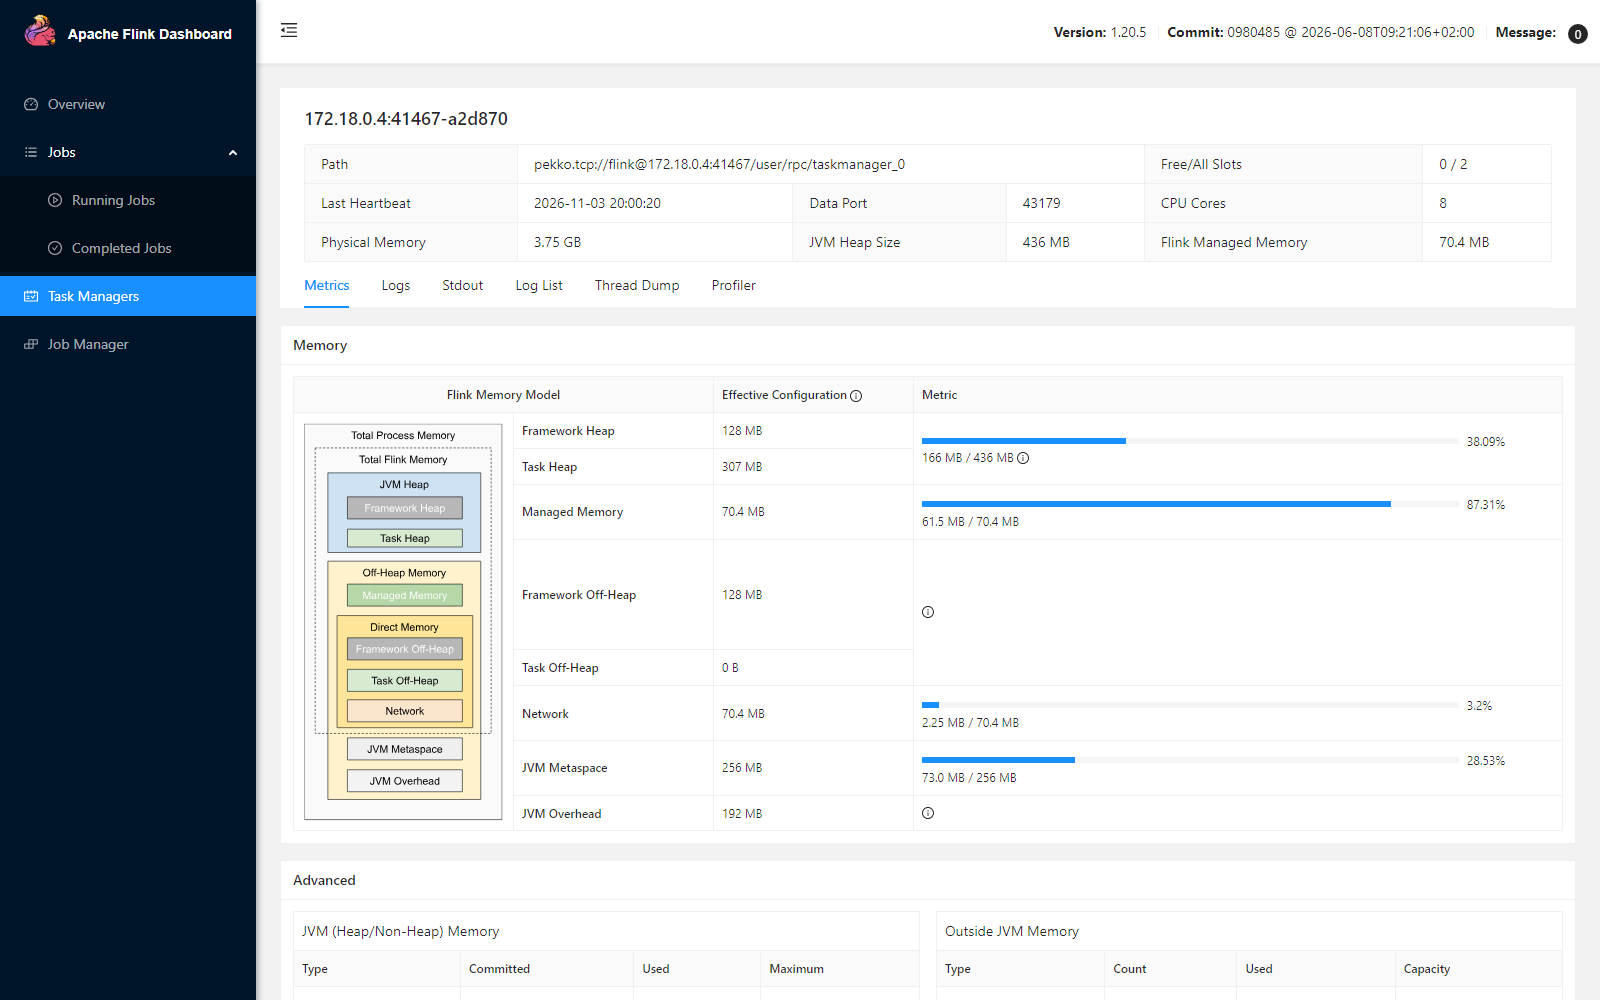 Apache Flink Dashboard
Version: 1.20.5 Commit: 0980485 @ 2026-06-08T09:21:06+02:00 Message: 0
Overview
Jobs
Running Jobs
Completed Jobs
Task Managers
Job Manager
172.18.0.4:41467-a2d870
Path pekko.tcp://flink@172.18.0.4:41467/user/rpc/taskmanager_0 Free/All Slots 0 / 2
Last Heartbeat 2026-11-03 20:00:20 Data Port 43179 CPU Cores 8
Physical Memory 3.75 GB JVM Heap Size 436 MB Flink Managed Memory 70.4 MB
Metrics Logs Stdout Log List Thread Dump Profiler
Memory
Flink Memory Model Effective Configuration Metric
Total Process Memory
Total Flink Memory
JVM Heap
Framework Heap
Task Heap
Off-Heap Memory
Managed Memory
Direct Memory
Framework Off-Heap
Task Off-Heap
Network
JVM Metaspace
JVM Overhead
Framework Heap 128 MB
38.09%
166 MB / 436 MB
Task Heap 307 MB
Managed Memory 70.4 MB
87.31%
61.5 MB / 70.4 MB
Framework Off-Heap 128 MB
Task Off-Heap 0 B
Network 70.4 MB
3.2%
2.25 MB / 70.4 MB
JVM Metaspace 256 MB
28.53%
73.0 MB / 256 MB
JVM Overhead 192 MB
Advanced
JVM (Heap/Non-Heap) Memory
Type Committed Used Maximum
Outside JVM Memory
Type Count Used Capacity